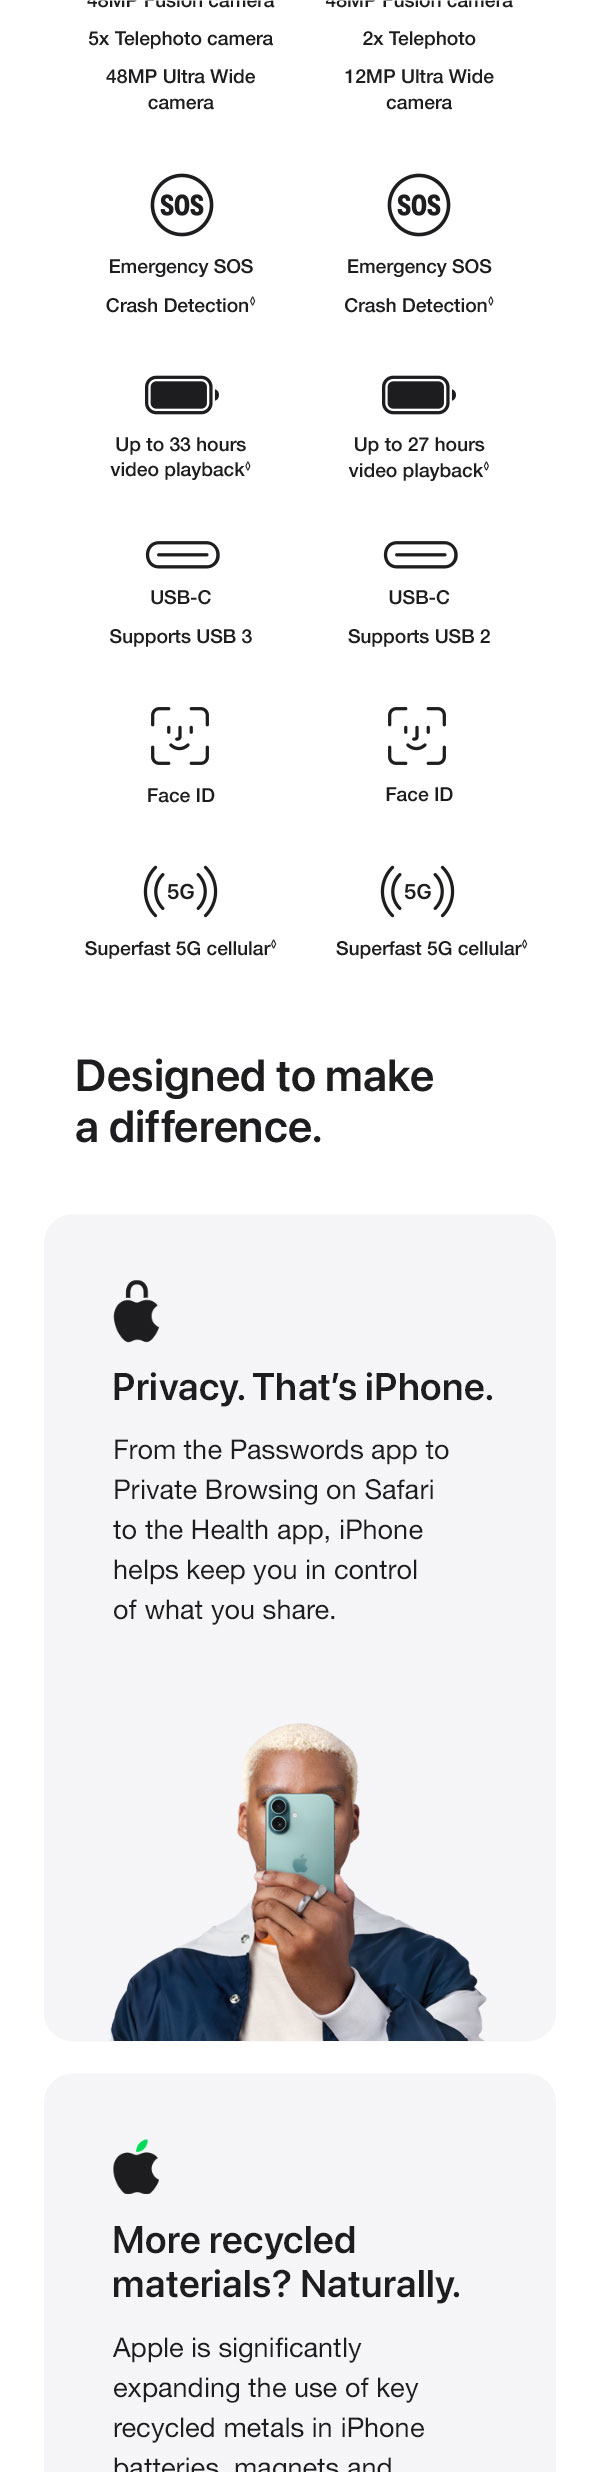 48MP Fusion camera 48MP Fusion camera
5x Telephoto camera 2x Telephoto
48MP Ultra Wide 12MP Ultra Wide
camera camera
SOS SOS
Emergency SOS Emergency SOS
Crash Detection◊ Crash Detection◊
Up to 33 hours Up to 27 hours
video playback◊ video playback◊
USB-C USB-C
Supports USB 3 Supports USB 2
Face ID Face ID
5G 5G
Superfast 5G cellular◊ Superfast 5G cellular◊
Designed to make
a difference.
Privacy. That’s iPhone.
From the Passwords app to
Private Browsing on Safari
to the Health app, iPhone
helps keep you in control
of what you share.
More recycled
materials? Naturally.
Apple is significantly
expanding the use of key
recycled metals in iPhone
batteries, magnets and